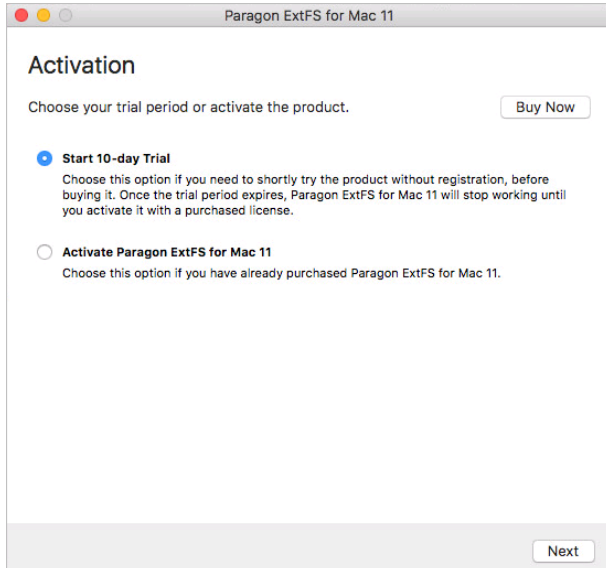 Paragon ExtFS for Mac 11
Activation
Choose your trial period or activate the product.
Buy Now
Start 10-day Trial
Choose this option if you need to shortly try the product without registration, before
buying it. Once the trial period expires, Paragon ExtFS for Mac 11 will stop working until
you activate it with a purchased license.
Activate Paragon ExtFS for Mac 11
Choose this option if you have already purchased Paragon ExtFS for Mac 11.
Next